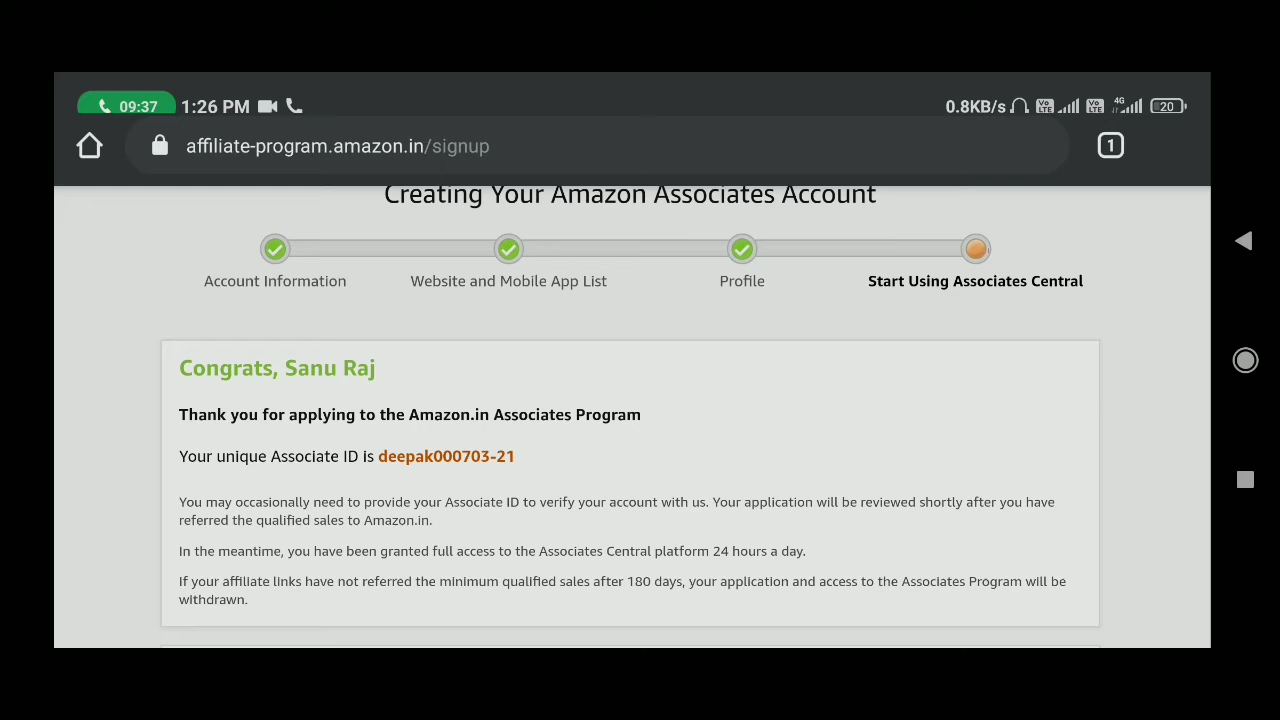 09:37 1:26 PM 0.8KB/s Vo LTE Vo LTE 4G 20
affiliate-program.amazon.in/signup 1
Creating Your Amazon Associates Account
Account Information Website and Mobile App List Profile Start Using Associates Central
Congrats, Sanu Raj
Thank you for applying to the Amazon.in Associates Program
Your unique Associate ID is deepak000703-21
You may occasionally need to provide your Associate ID to verify your account with us. Your application will be reviewed shortly after you have
referred the qualified sales to Amazon.in.
In the meantime, you have been granted full access to the Associates Central platform 24 hours a day.
If your affiliate links have not referred the minimum qualified sales after 180 days, your application and access to the Associates Program will be
withdrawn.